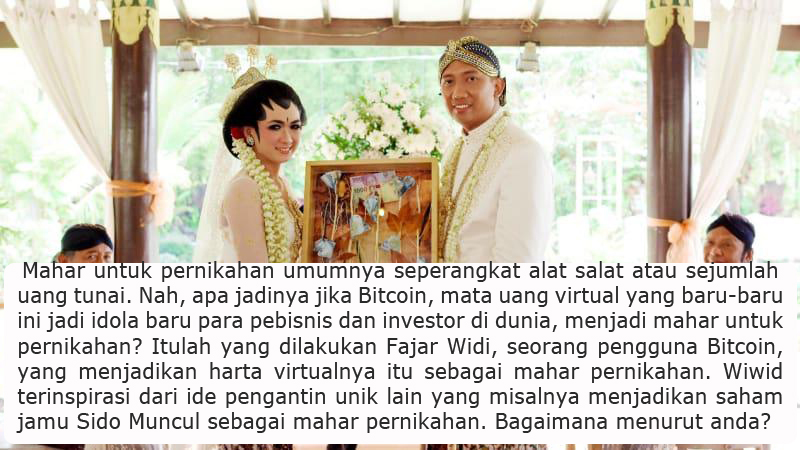 Mahar untuk pernikahan umumnya seperangkat alat salat atau sejumlah
uang tunai. Nah, apa jadinya jika Bitcoin, mata uang virtual yang baru-baru
ini jadi idola baru para pebisnis dan investor di dunia, menjadi mahar untuk
pernikahan? Itulah yang dilakukan Fajar Widi, seorang pengguna Bitcoin,
yang menjadikan harta virtualnya itu sebagai mahar pernikahan. Wiwid
terinspirasi dari ide pengantin unik lain yang misalnya menjadikan saham
jamu Sido Muncul sebagai mahar pernikahan. Bagaimana menurut anda?